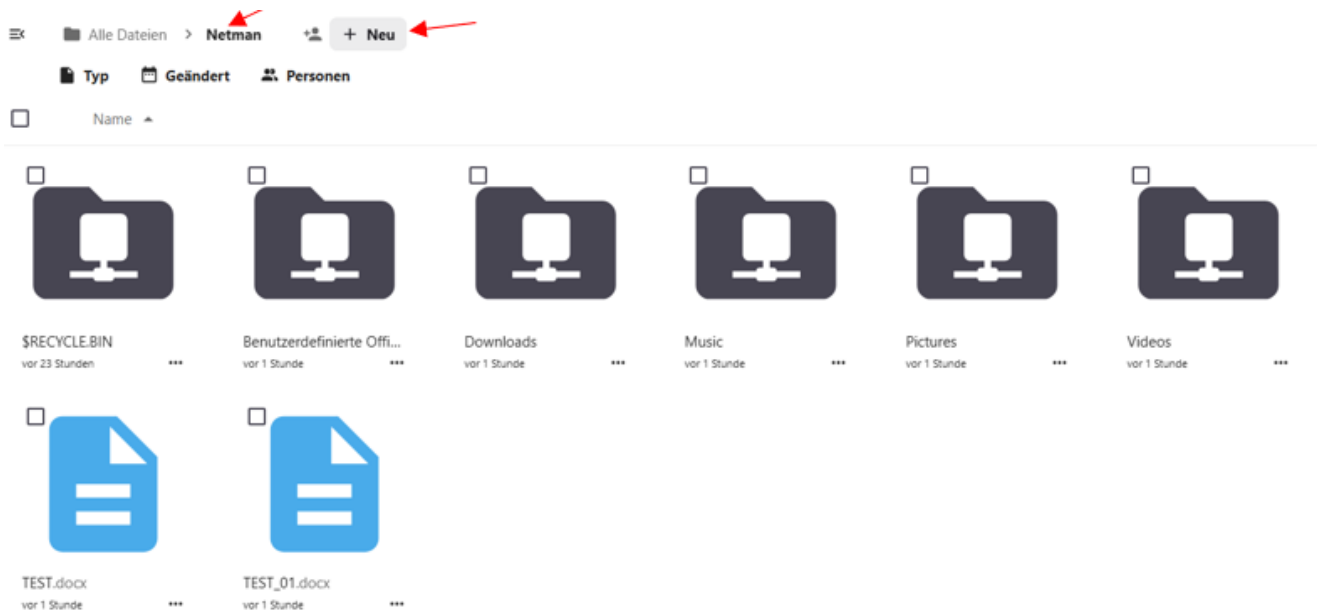 Alle Dateien > Netman + Neu
Typ Geändert Personen
Name
$RECYCLE.BIN Benutzerdefinierte Offi... Downloads Music Pictures Videos
vor 23 Stunden ••• vor 1 Stunde ••• vor 1 Stunde ••• vor 1 Stunde ••• vor 1 Stunde ••• vor 1 Stunde •••
TEST.docx TEST_01.docx
vor 1 Stunde ••• vor 1 Stunde •••